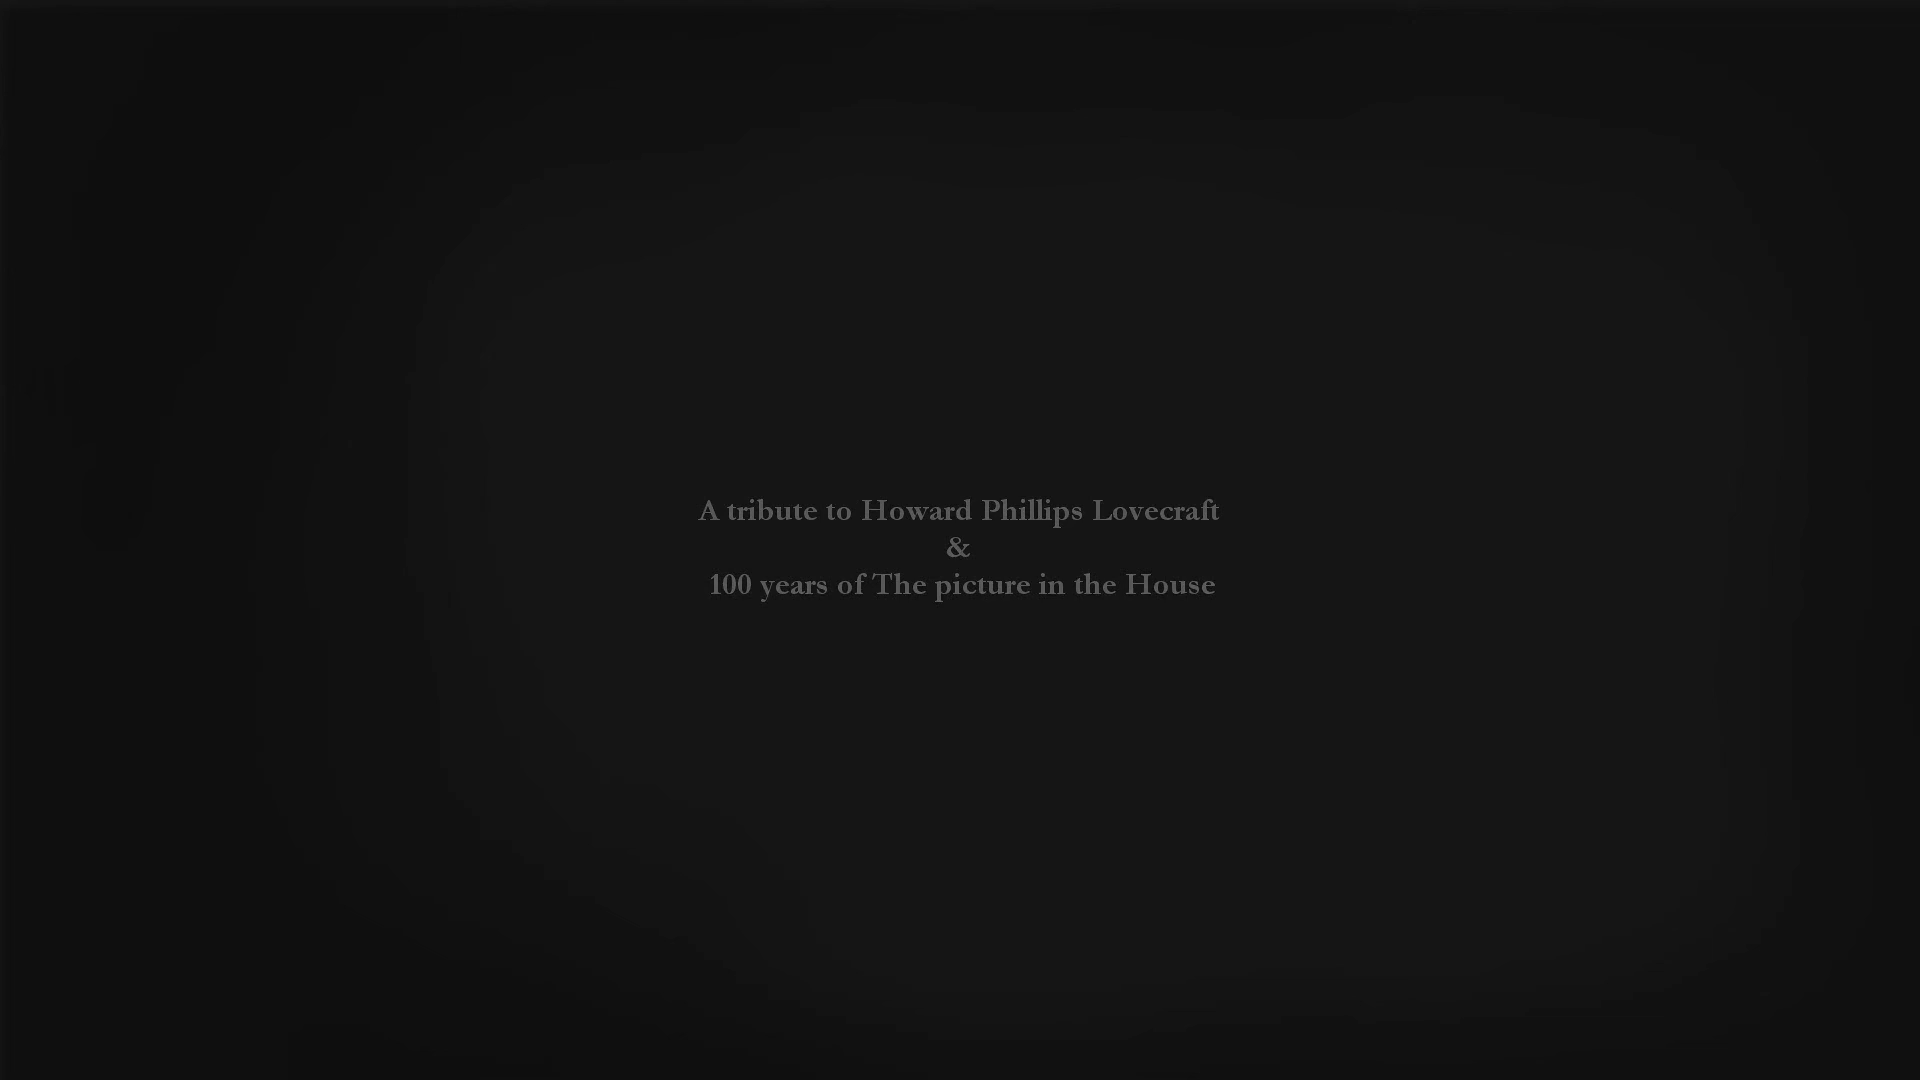 A tribute to Howard Phillips Lovecraft
&
100 years of The picture in the House